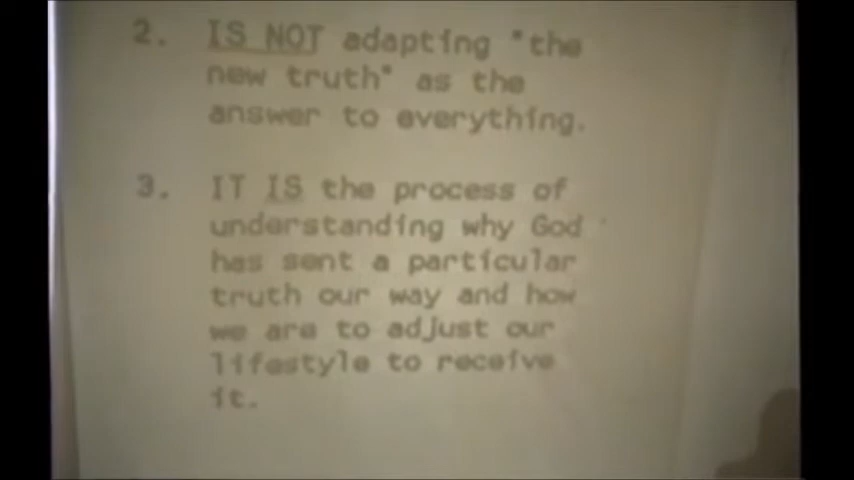 2. IS NOT adapting "the
new truth" as the
answer to everything.
3. IT IS the process of
understanding why God
has sent a particular
truth our way and how
we are to adjust our
lifestyle to receive
it.